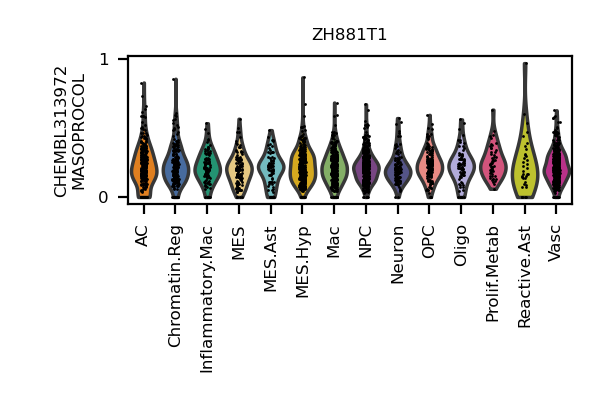 ZH881T1
CHEMBL313972
MASOPROCOL
1
0
AC
Chromatin.Reg
Inflammatory.Mac
MES
MES.Ast
MES.Hyp
Mac
NPC
Neuron
OPC
Oligo
Prolif.Metab
Reactive.Ast
Vasc